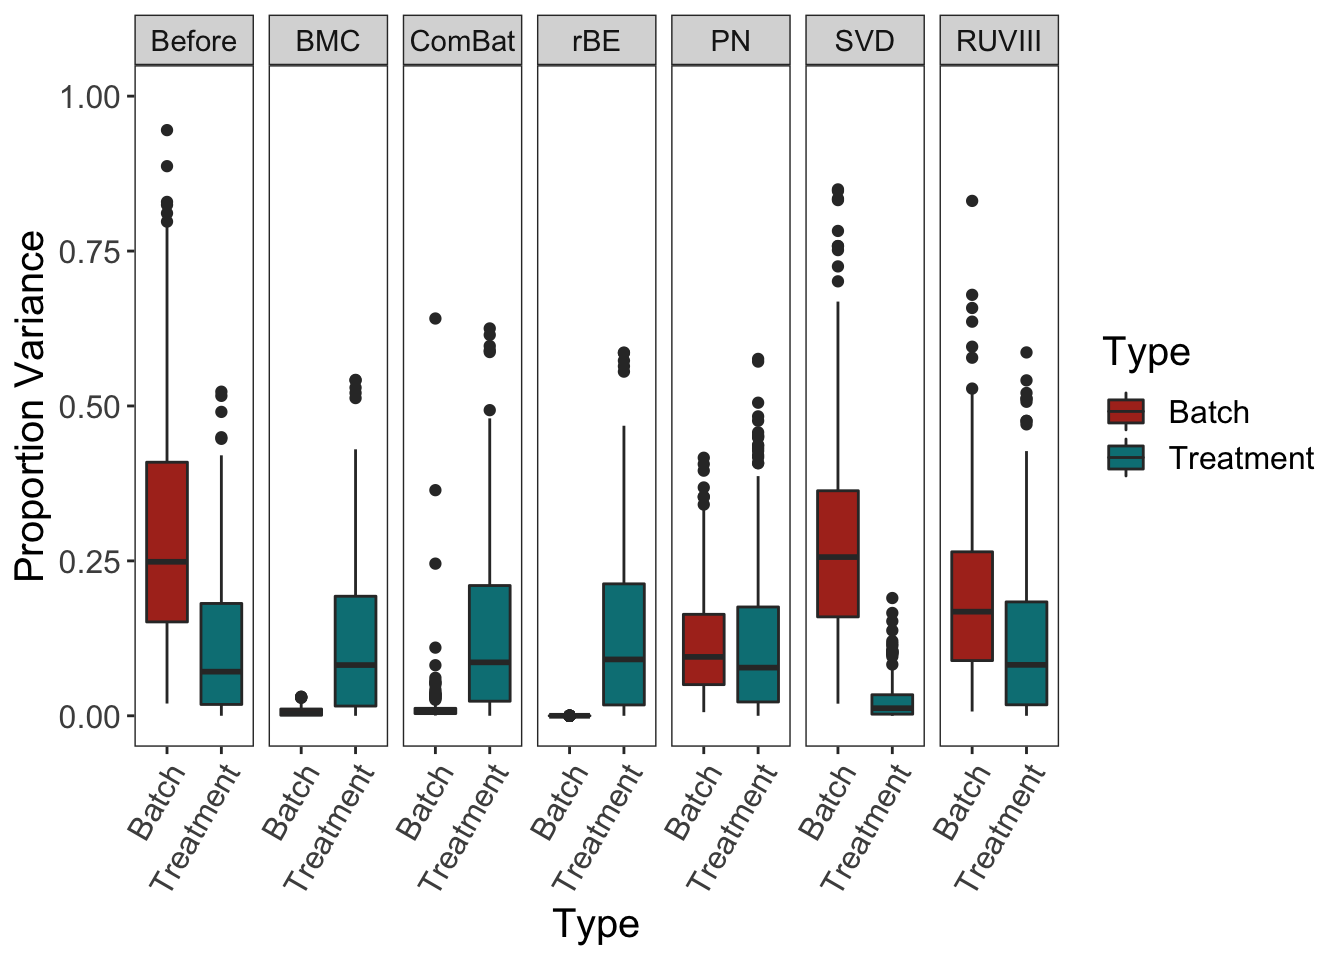 Before BMC ComBat rBE PN SVD RUVIII
1.00
0.75
0.50
0.25
0.00
Proportion Variance
Batch Treatment Batch Treatment Batch Treatment Batch Treatment Batch Treatment Batch Treatment Batch Treatment
Type
Type
Batch
Treatment